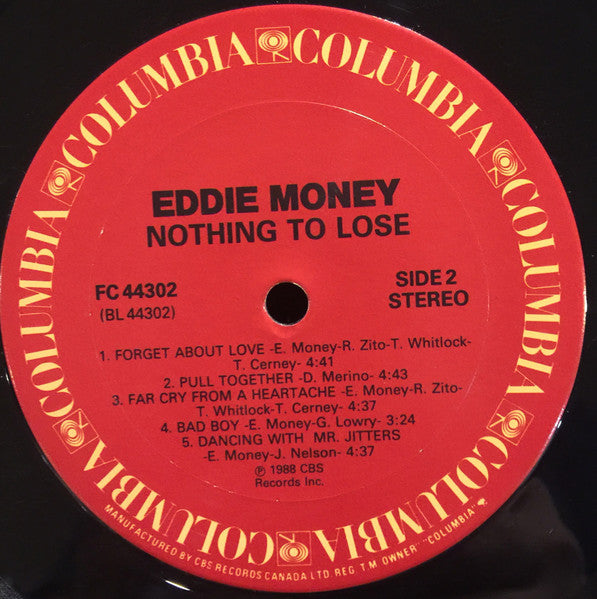 COLUMBIA COLUMBIA COLUMBIA COLUMBIA COLUMBIA COLUMBIA COLUMBIA
EDDIE MONEY
NOTHING TO LOSE
FC 44302
(BL 44302)
SIDE 2
STEREO
1. FORGET ABOUT LOVE -E. Money-R. Zito-T. Whitlock-
T. Cerney- 4:41
2. PULL TOGETHER -D. Merino- 4:43
3. FAR CRY FROM A HEARTACHE -E. Money-R. Zito-
T. Whitlock-T. Cerney- 4:37
4. BAD BOY -E. Money-G. Lowry- 3:24
5. DANCING WITH MR. JITTERS
-E. Money-J. Nelson- 4:37
℗ 1988 CBS
Records Inc.
MANUFACTURED BY CBS RECORDS CANADA LTD. REG T M OWNER "COLUMBIA"